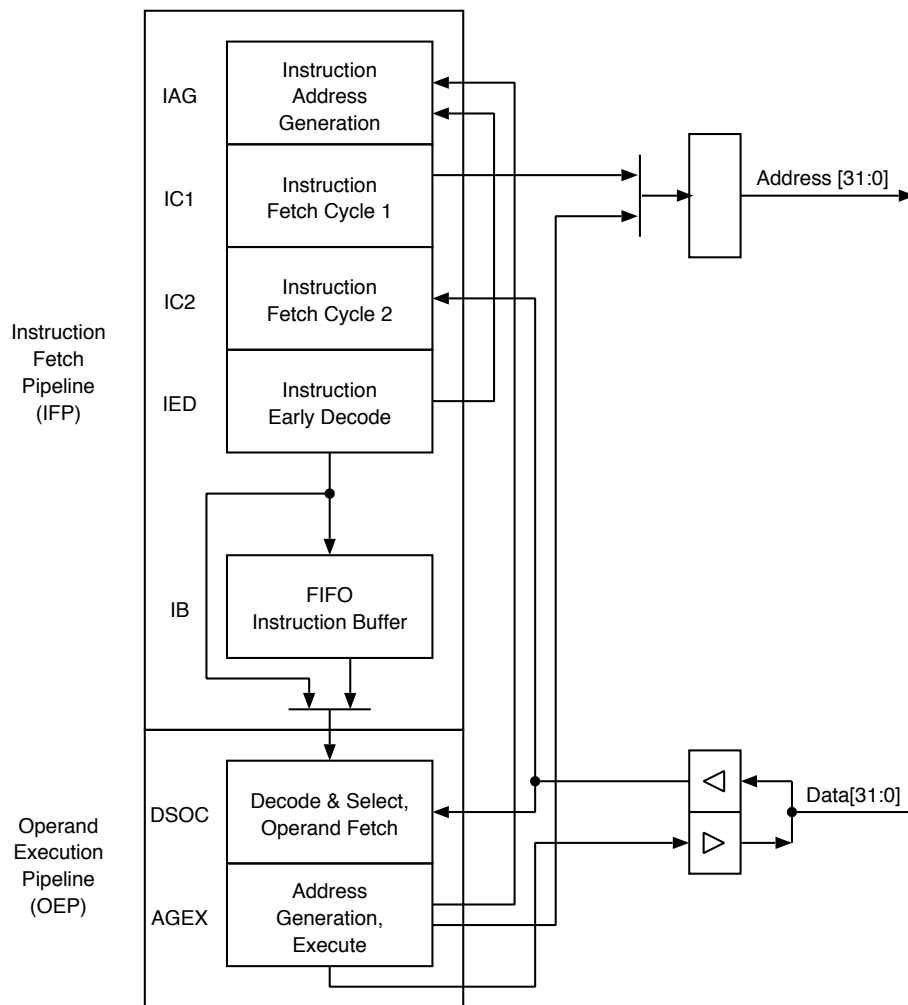 IAG
Instruction
Address
Generation
IC1
Instruction
Fetch Cycle 1
Address [31:0]
IC2
Instruction
Fetch Cycle 2
Instruction
Fetch
Pipeline
(IFP)
IED
Instruction
Early Decode
IB
FIFO
Instruction Buffer
DSOC
Decode & Select,
Operand Fetch
Data[31:0]
Operand
Execution
Pipeline
(OEP)
AGEX
Address
Generation,
Execute